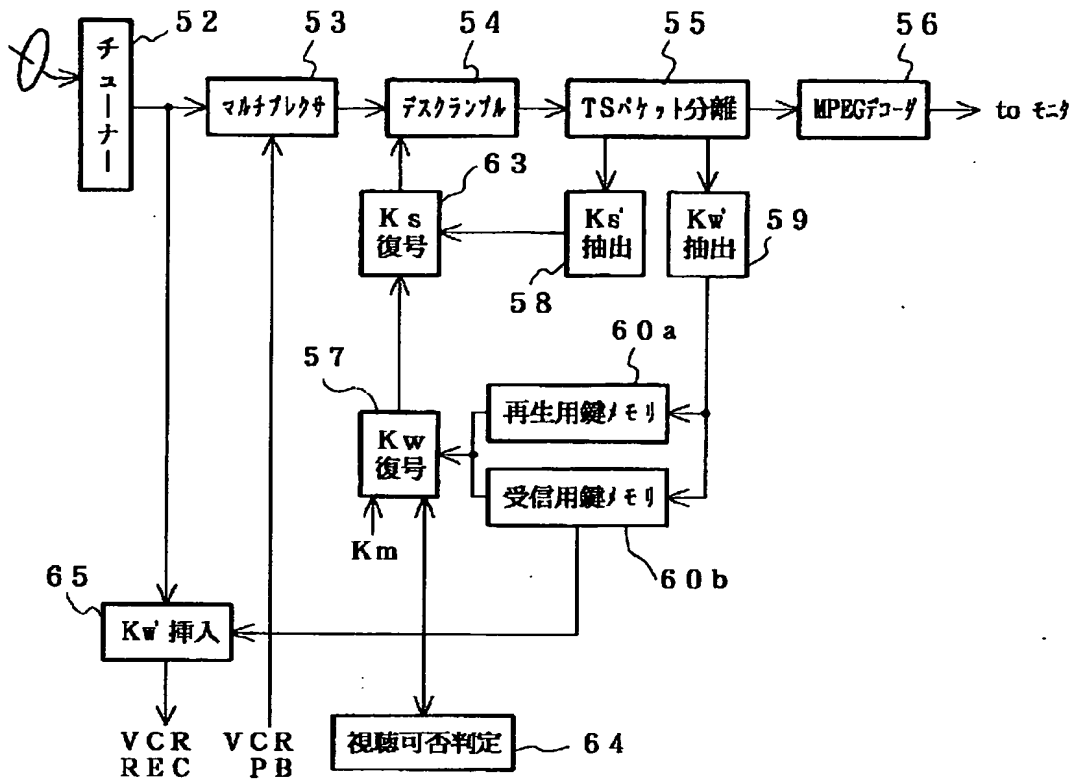 52
53
54
55
56
チューナー
マルチプレクサ
デスクランブル
TSパケット分離
MPEGデコーダ
to モニタ
63
Ks
復号
Ks'
抽出
Kw'
抽出
59
58
60a
57
再生用鍵メモリ
Kw
復号
受信用鍵メモリ
Km
60b
65
Kw'挿入
VCR
REC
VCR
PB
視聴可否判定
64